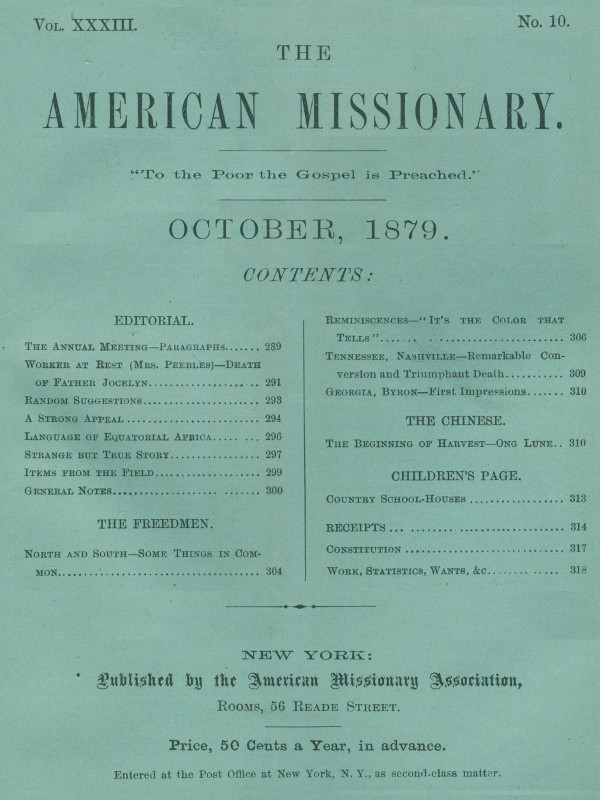 Vol. XXXIII.
No. 10.
THE
AMERICAN MISSIONARY.
“To the Poor the Gospel is Preached.”
OCTOBER, 1879.
CONTENTS:
EDITORIAL.
The Annual Meeting—Paragraphs....... 289
Worker at Rest (Mrs. Peebles)—Death
of Father Jocelyn....................... 291
Random Suggestions........................ 293
A Strong Appeal ........................... 294
Language of Equatorial Africa..... ... 296
Strange but True Story................... 297
Items from the Field....................... 299
General Notes................... ....... 300
THE FREEDMEN.
North and South—Some Things in Com-
mon........................................ 304
Reminiscences—“It's the Color that
Tells”....... ........................... 306
Tennessee, Nashville—Remarkable Con-
version and Triumphant Death........... 309
Georgia, Byron—First Impressions....... 310
THE CHINESE.
The Beginning of Harvest—Ong Lune.. 310
CHILDREN'S PAGE.
Country School-Houses .................. 313
RECEIPTS ... ......... .................... 314
Constitution ............................... 317
Work, Statistics, Wants, &c....... ..... 318
NEW YORK:
Published by the American Missionary Association,
Rooms, 56 Reade Street.
Price, 50 Cents a Year, in advance.
Entered at the Post Office at New York, N. Y., as second-class matter.